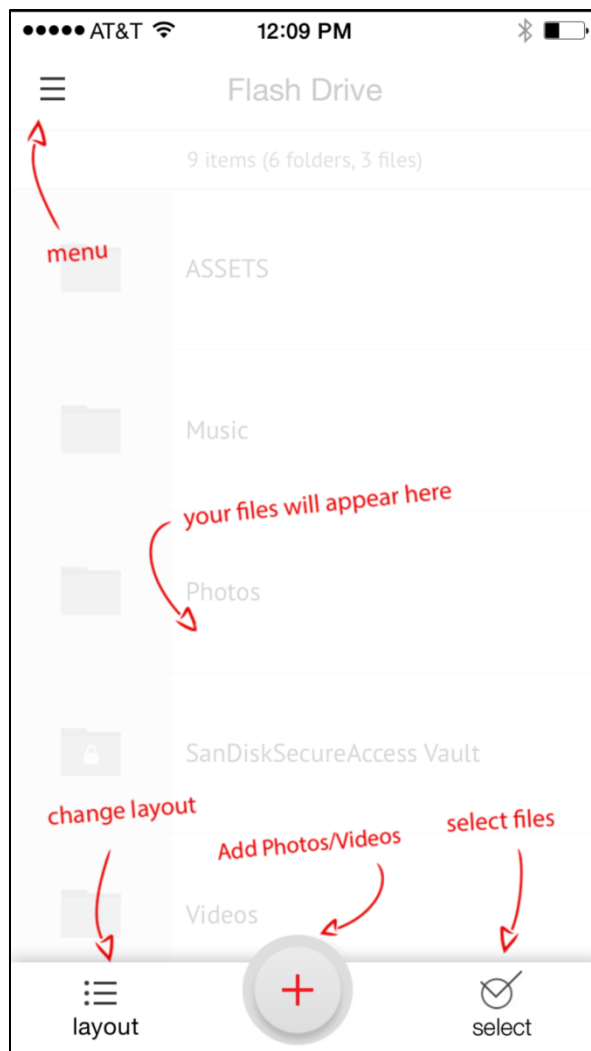 AT&T 12:09 PM
Flash Drive
9 items (6 folders, 3 files)
menu
ASSETS
Music
your files will appear here
Photos
SanDiskSecureAccess Vault
change layout
select files
Add Photos/Videos
Videos
layout
select